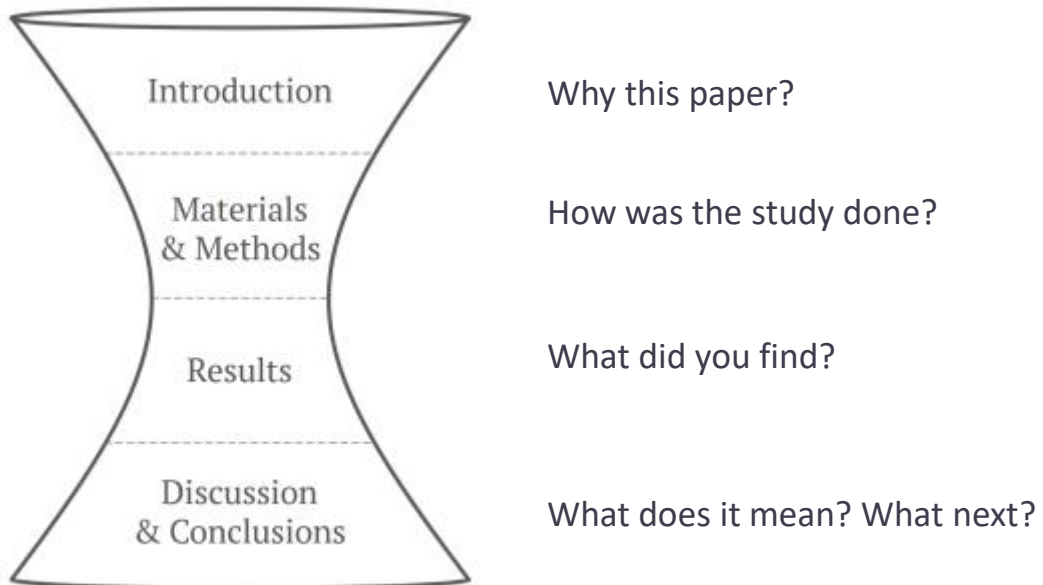 Introduction
Why this paper?
Materials
& Methods
How was the study done?
Results
What did you find?
Discussion
& Conclusions
What does it mean? What next?